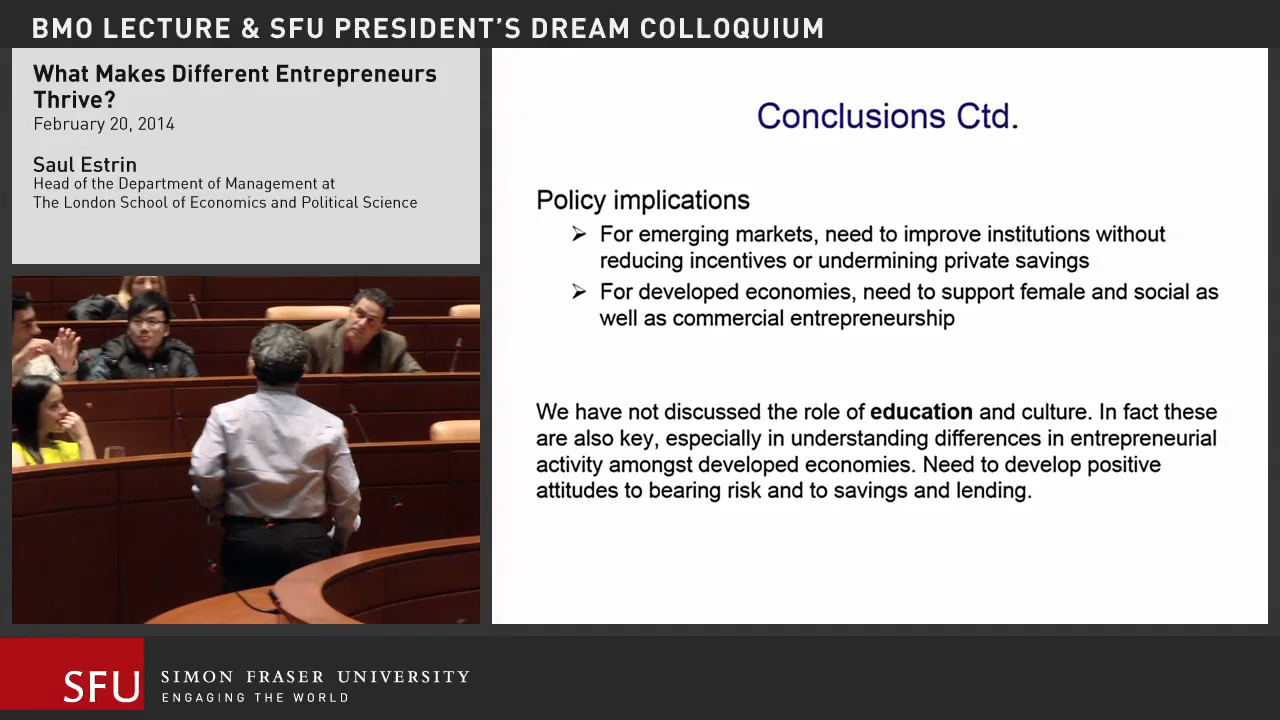 BMO LECTURE & SFU PRESIDENT'S DREAM COLLOQUIUM
What Makes Different Entrepreneurs
Thrive?
February 20, 2014
Saul Estrin
Head of the Department of Management at
The London School of Economics and Political Science
Conclusions Ctd.
Policy implications
➢ For emerging markets, need to improve institutions without
reducing incentives or undermining private savings
➢ For developed economies, need to support female and social as
well as commercial entrepreneurship
We have not discussed the role of education and culture. In fact these
are also key, especially in understanding differences in entrepreneurial
activity amongst developed economies. Need to develop positive
attitudes to bearing risk and to savings and lending.
SFU
SIMON FRASER UNIVERSITY
ENGAGING THE WORLD